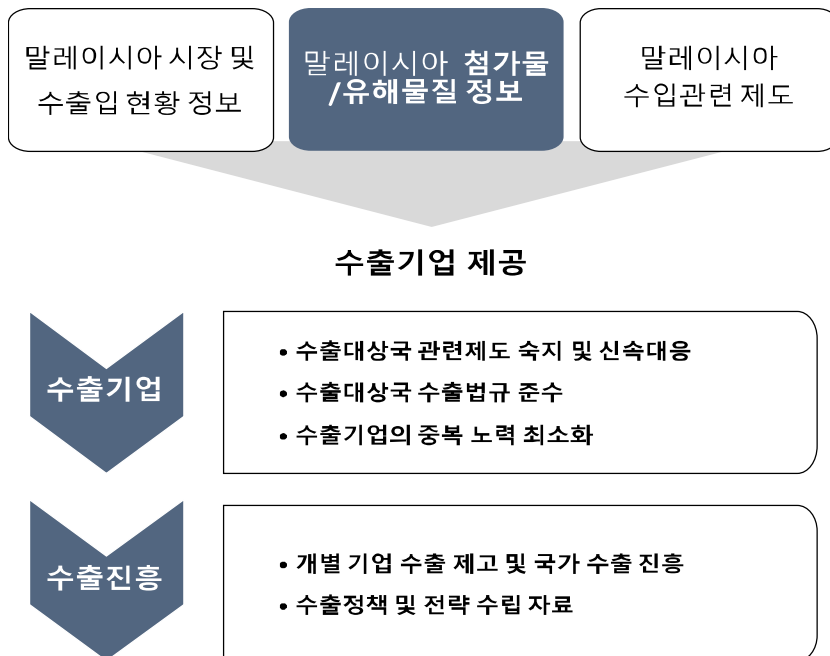 말레이시아 시장 및
수출입 현황 정보
말레이시아 첨가물
/유해물질 정보
말레이시아
수입관련 제도
수출기업 제공
수출기업
• 수출대상국 관련제도 숙지 및 신속대응
• 수출대상국 수출법규 준수
• 수출기업의 중복 노력 최소화
수출진흥
• 개별 기업 수출 제고 및 국가 수출 진흥
• 수출정책 및 전략 수립 자료